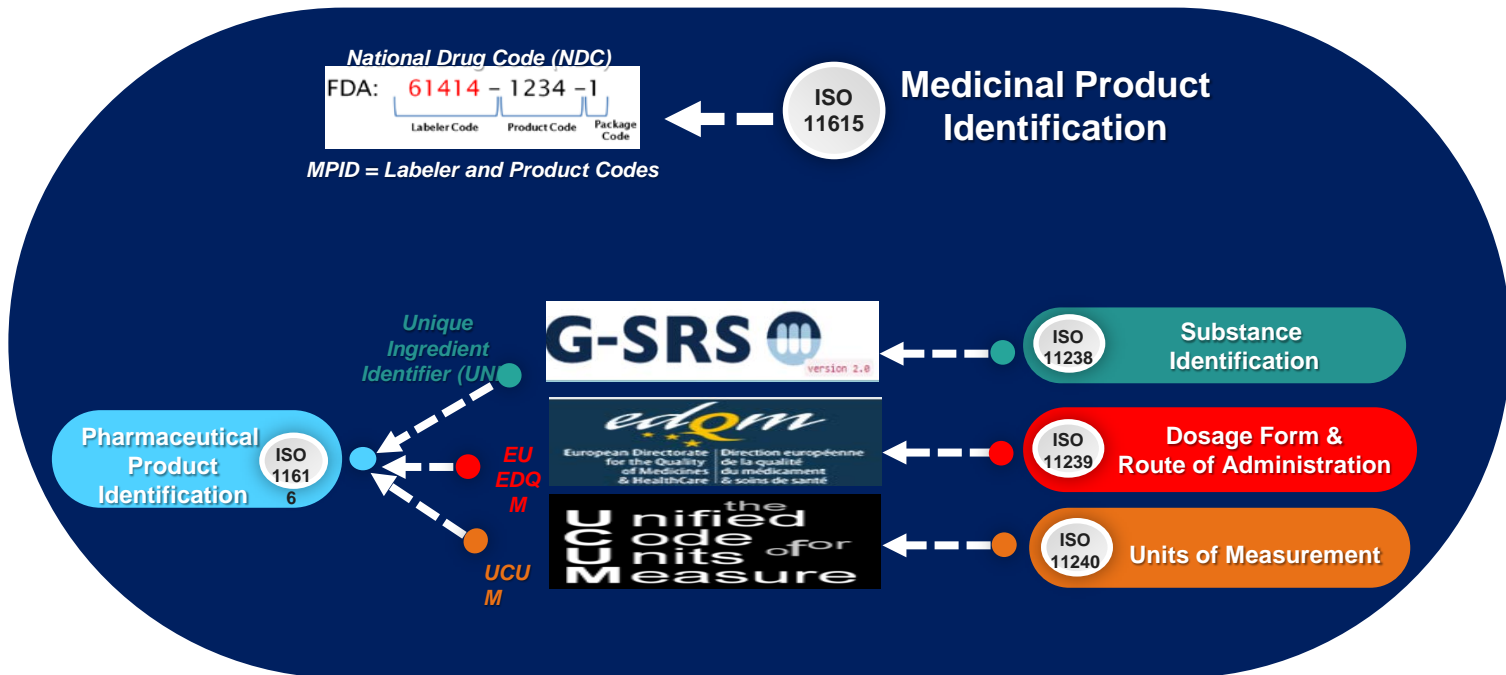 National Drug Code (NDC)
FDA: 61414 - 1234 -1
Labeler Code
Product Code
Package
Code
MPID = Labeler and Product Codes
ISO
11615
Medicinal Product
Identification
Unique
Ingredient
Identifier (UNI
G-SRS
version 2.0
ISO
11238
Substance
Identification
Pharmaceutical
Product
Identification
ISO
1161
6
EU
EDQ
M
edQm
European Directorate
for the Quality
of Medicines
& HealthCare
Direction européenne
de la qualité
du médicament
& soins de santé
ISO
11239
Dosage Form &
Route of Administration
UCU
M
the
Unified
Code
Units of for
Measure
ISO
11240
Units of Measurement